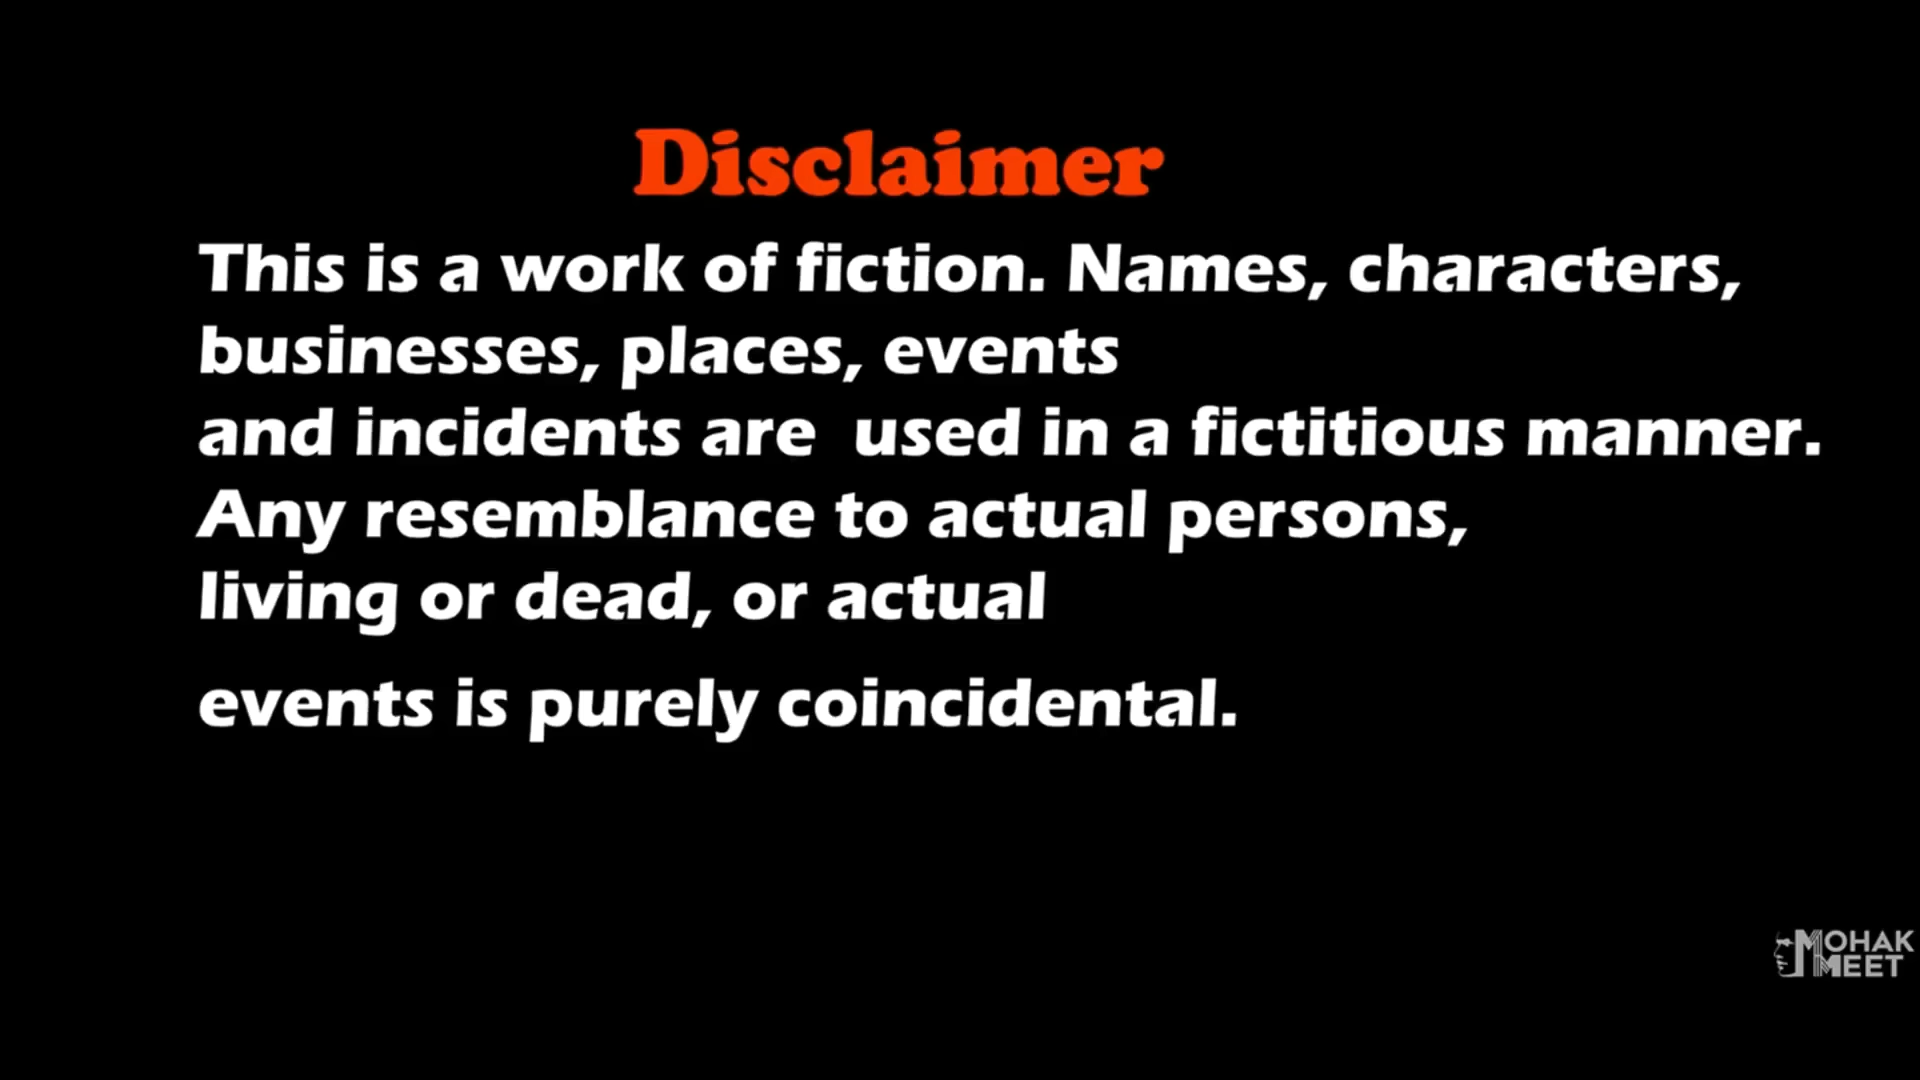 Disclaimer
This is a work of fiction. Names, characters,
businesses, places, events
and incidents are  used in a fictitious manner.
Any resemblance to actual persons,
living or dead, or actual
events is purely coincidental.
MOHAK
MEET